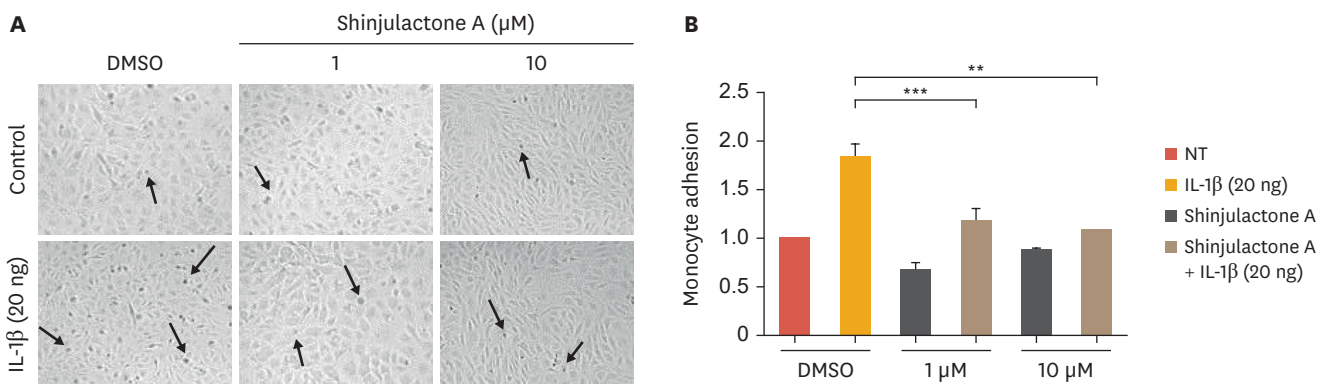 A
Shinjulactone A (µM)
DMSO
1
10
Control
IL-1β (20 ng)
B
**
***
2.5
2.0
1.5
1.0
0.5
0
Monocyte adhesion
DMSO
1 µM
10 µM
NT
IL-1β (20 ng)
Shinjulactone A
Shinjulactone A
+ IL-1β (20 ng)